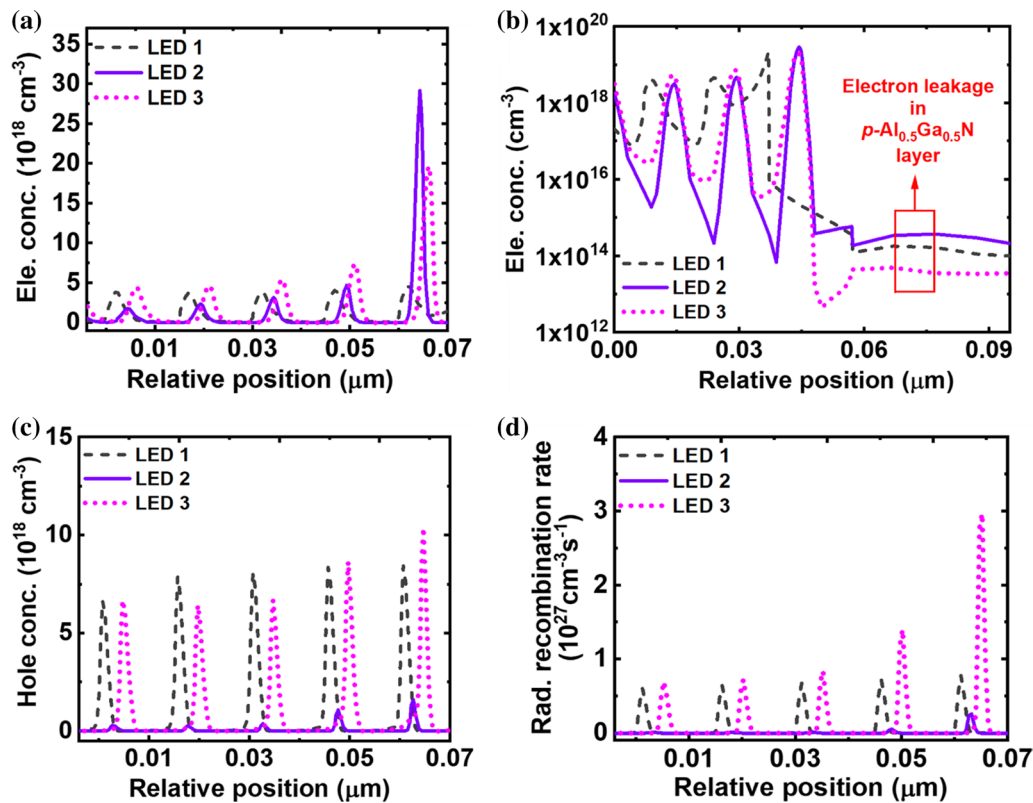 (a)
35
30
25
20
15
10
5
0
Ele. conc. (10¹⁸ cm⁻³)
LED 1
LED 2
LED 3
0.01 0.03 0.05 0.07
Relative position (μm)
(b)
1x10²⁰
1x10¹⁸
1x10¹⁶
1x10¹⁴
1x10¹²
El. conc. (cm⁻³)
Electron leakage
in
p-Al₀.₅Ga₀.₅N
layer
LED 1
LED 2
LED 3
0.00 0.03 0.06 0.09
Relative position (μm)
(c)
15
10
5
0
Hole conc. (10¹⁸ cm⁻³)
LED 1
LED 2
LED 3
0.01 0.03 0.05 0.07
Relative position (μm)
(d)
4
3
2
1
0
Rad. recombination rate
(10²⁷cm⁻³s⁻¹)
LED 1
LED 2
LED 3
0.01 0.03 0.05 0.07
Relative position (μm)